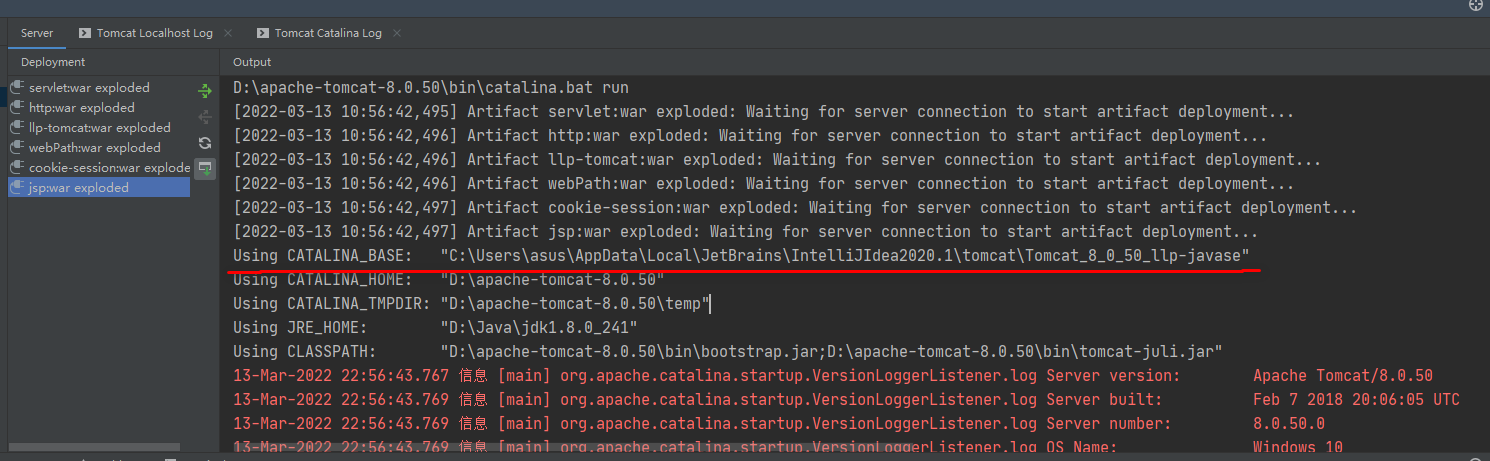 Server
Tomcat Localhost Log
Tomcat Catalina Log
Deployment
Output
servlet:war exploded
http:war exploded
llp-tomcat:war exploded
webPath:war exploded
cookie-session:war explode
jsp:war exploded
D:\apache-tomcat-8.0.50\bin\catalina.bat run
[2022-03-13 10:56:42,495] Artifact servlet:war exploded: Waiting for server connection to start artifact deployment...
[2022-03-13 10:56:42,496] Artifact http:war exploded: Waiting for server connection to start artifact deployment...
[2022-03-13 10:56:42,496] Artifact llp-tomcat:war exploded: Waiting for server connection to start artifact deployment...
[2022-03-13 10:56:42,496] Artifact webPath:war exploded: Waiting for server connection to start artifact deployment...
[2022-03-13 10:56:42,497] Artifact cookie-session:war exploded: Waiting for server connection to start artifact deployment...
[2022-03-13 10:56:42,497] Artifact jsp:war exploded: Waiting for server connection to start artifact deployment...
Using CATALINA_BASE:   "C:\Users\asus\AppData\Local\JetBrains\IntelliJIdea2020.1\tomcat\Tomcat_8_0_50_llp-javase"
Using CATALINA_HOME:   "D:\apache-tomcat-8.0.50"
Using CATALINA_TMPDIR: "D:\apache-tomcat-8.0.50\temp"
Using JRE_HOME:        "D:\Java\jdk1.8.0_241"
Using CLASSPATH:       "D:\apache-tomcat-8.0.50\bin\bootstrap.jar;D:\apache-tomcat-8.0.50\bin\tomcat-juli.jar"
13-Mar-2022 22:56:43.767 信息 [main] org.apache.catalina.startup.VersionLoggerListener.log Server version:        Apache Tomcat/8.0.50
13-Mar-2022 22:56:43.769 信息 [main] org.apache.catalina.startup.VersionLoggerListener.log Server built:          Feb 7 2018 20:06:05 UTC
13-Mar-2022 22:56:43.769 信息 [main] org.apache.catalina.startup.VersionLoggerListener.log Server number:         8.0.50.0
13-Mar-2022 22:56:43.769 信息 [main] org.apache.catalina.startup.VersionLoggerListener.log OS Name:               Windows 10